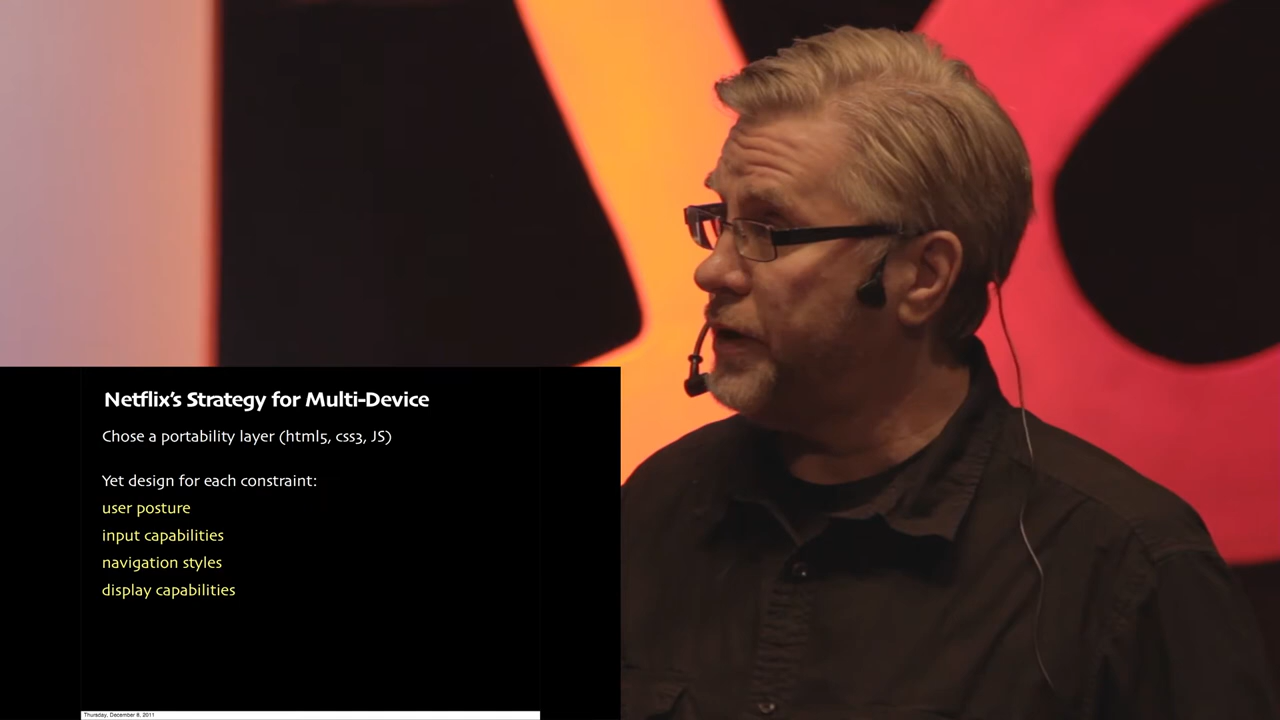 Netflix's Strategy for Multi-Device
Chose a portability layer (html5, css3, JS)
Yet design for each constraint:
user posture
input capabilities
navigation styles
display capabilities
Thursday, December 8, 2011